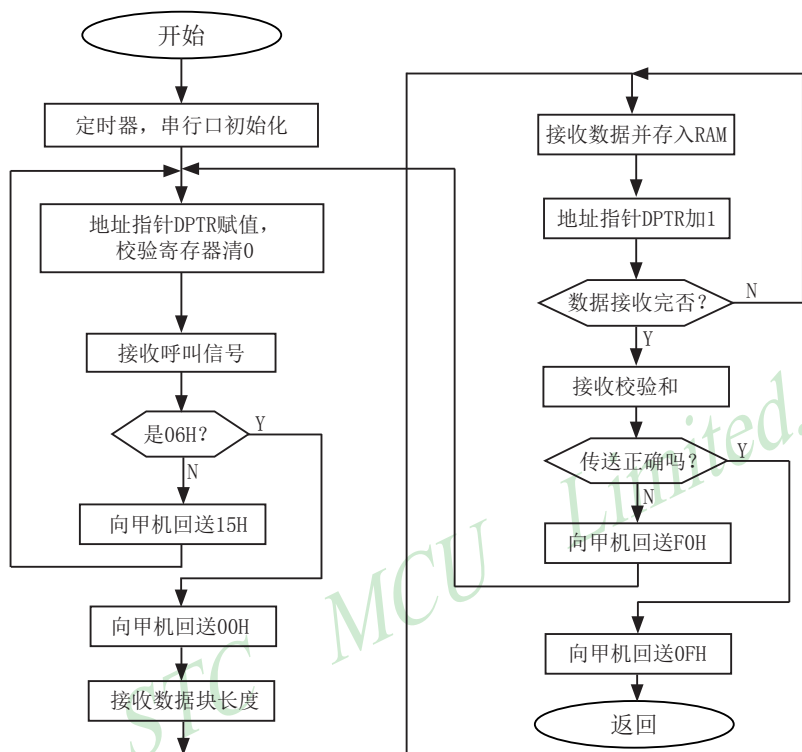 开始
定时器，串行口初始化
地址指针DPTR赋值，
校验寄存器清0
接收呼叫信号
是06H？
Y
N
向甲机回送15H
向甲机回送00H
接收数据块长度
接收数据并存入RAM
地址指针DPTR加1
数据接收完否？
N
Y
接收校验和
传送正确吗？
Y
N
向甲机回送F0H
向甲机回送0FH
返回
STC MCU Limited.